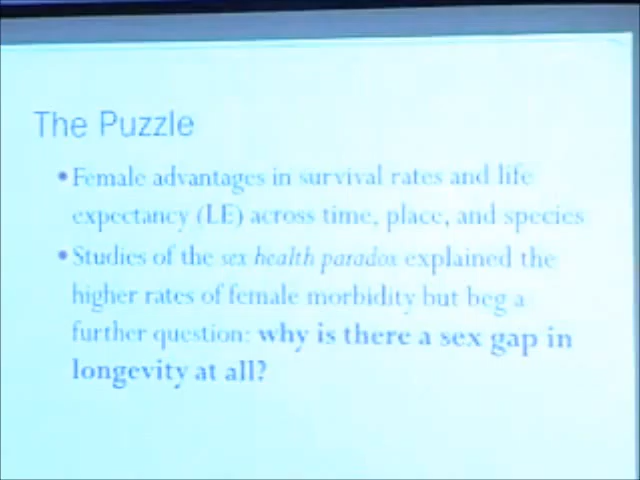 The Puzzle
•Female advantages in survival rates and life
expectancy (LE) across time, place, and species
•Studies of the sex health paradox explained the
higher rates of female morbidity but beg a
further question: why is there a sex gap in
longevity at all?